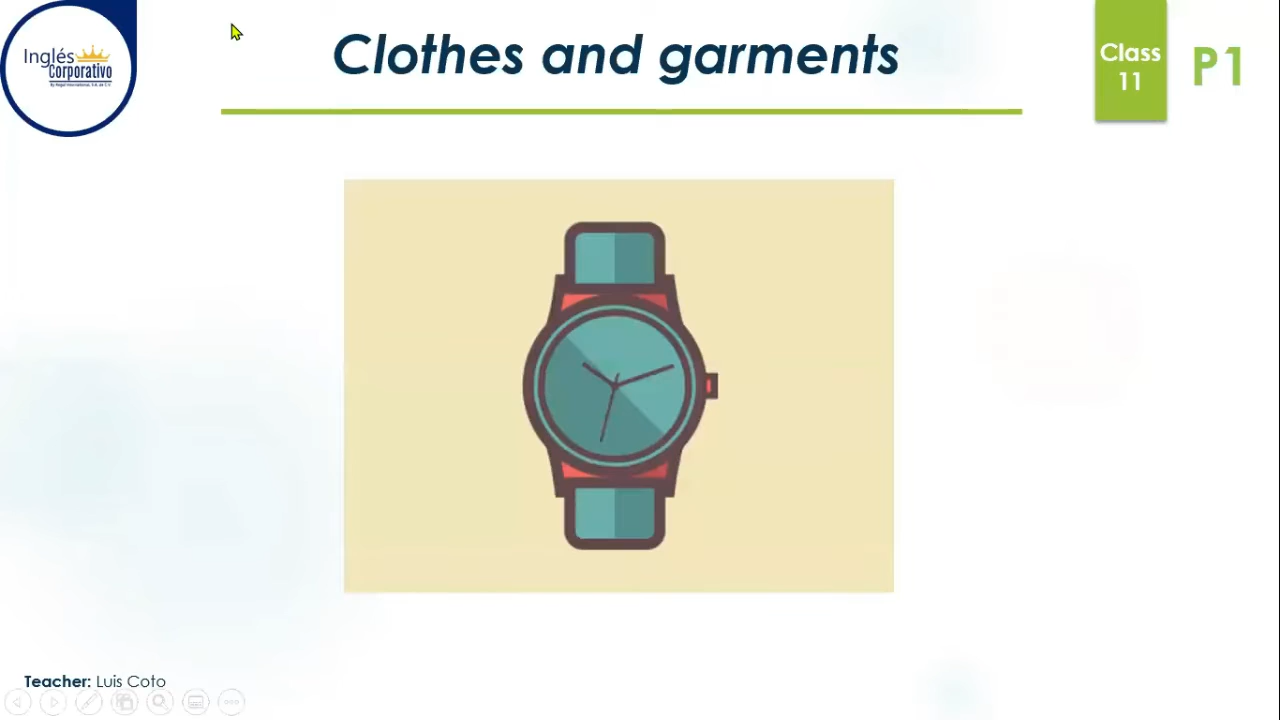 Inglés
Corporativo
Clothes and garments
Class
11
P1
Teacher: Luis Coto